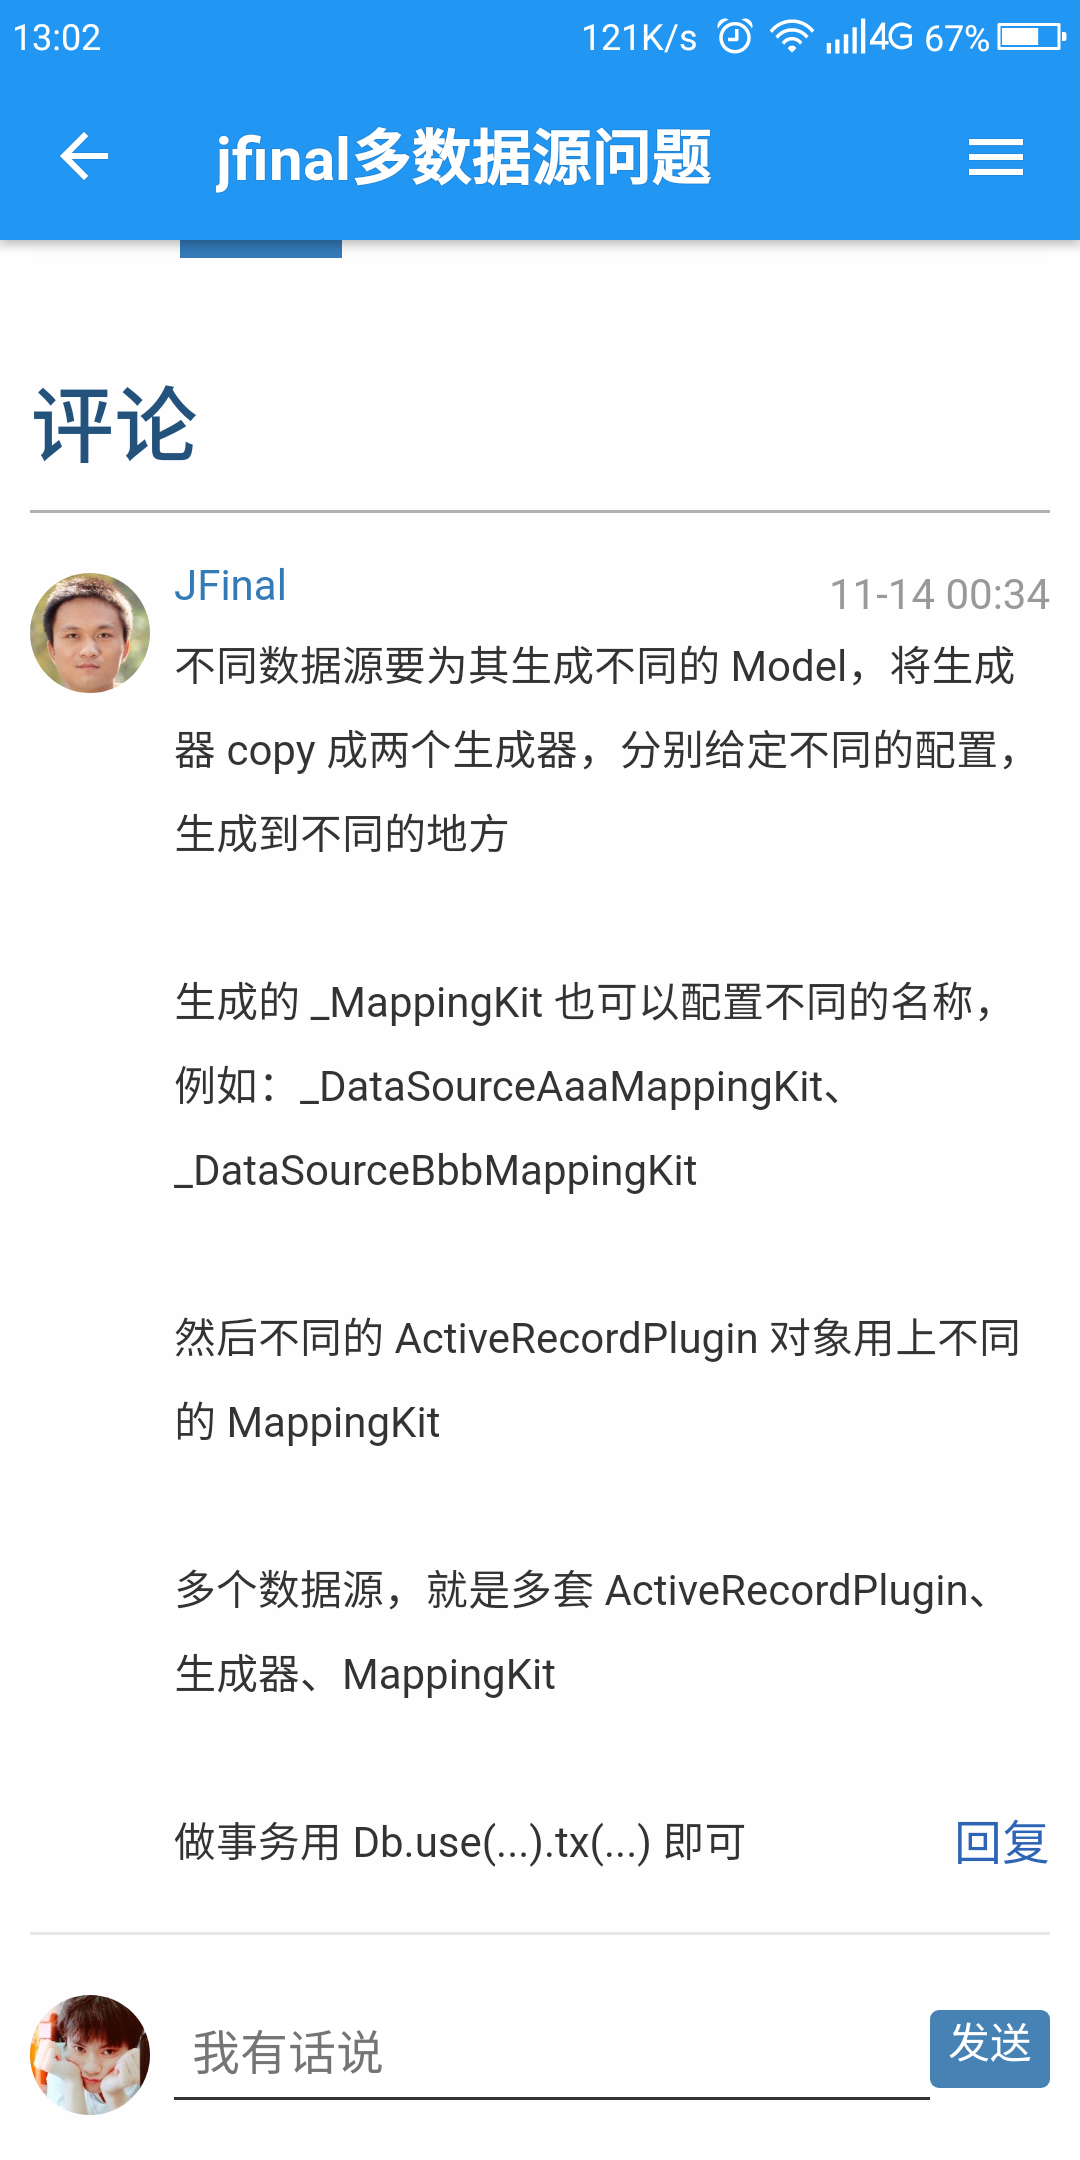 13:02
121K/s 4G 67%
jfinal多数据源问题
评论
JFinal
11-14 00:34
不同数据源要为其生成不同的 Model，将生成
器 copy 成两个生成器，分别给定不同的配置，
生成到不同的地方
生成的 _MappingKit 也可以配置不同的名称，
例如：_DataSourceAaaMappingKit、
_DataSourceBbbMappingKit
然后不同的 ActiveRecordPlugin 对象用上不同
的 MappingKit
多个数据源，就是多套 ActiveRecordPlugin、
生成器、MappingKit
做事务用 Db.use(...).tx(...) 即可
回复
我有话说
发送